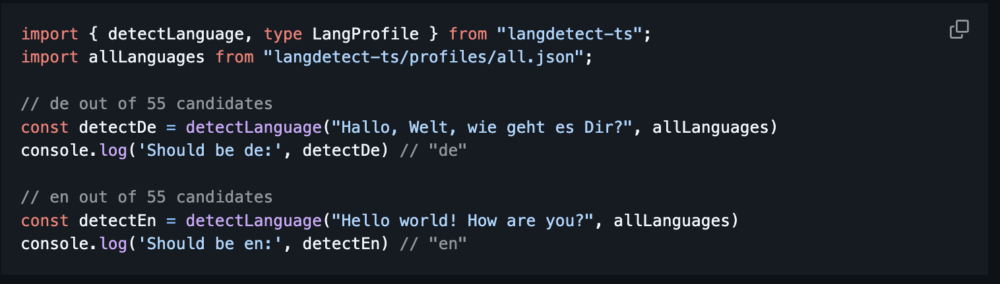 import { detectLanguage, type LangProfile } from "langdetect-ts";
import allLanguages from "langdetect-ts/profiles/all.json";
// de out of 55 candidates
const detectDe = detectLanguage("Hallo, Welt, wie geht es Dir?", allLanguages)
console.log('Should be de:', detectDe) // "de"
// en out of 55 candidates
const detectEn = detectLanguage("Hello world! How are you?", allLanguages)
console.log('Should be en:', detectEn) // "en"